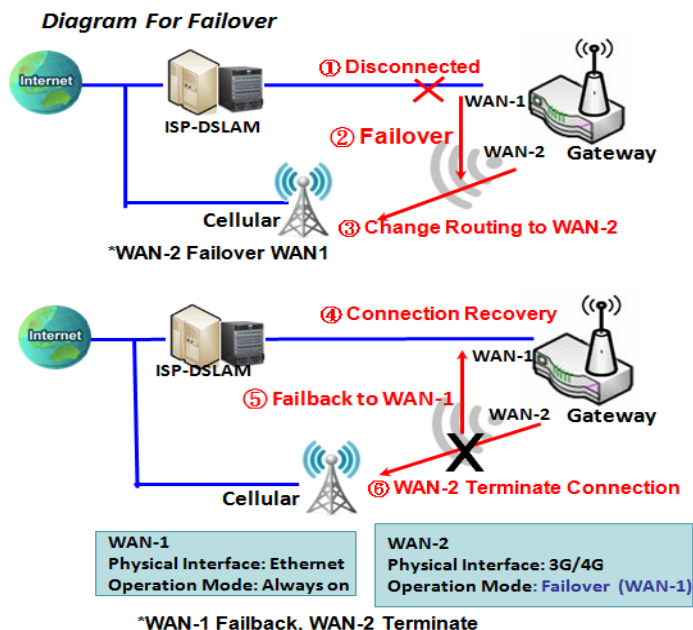 Diagram For Failover
Internet
ISP-DSLAM
① Disconnected
WAN-1
② Failover
WAN-2
Gateway
Cellular
③ Change Routing to WAN-2
*WAN-2 Failover WAN1
Internet
ISP-DSLAM
④ Connection Recovery
WAN-1
⑤ Failback to WAN-1
WAN-2
Gateway
Cellular
⑥ WAN-2 Terminate Connection
WAN-1
Physical Interface: Ethernet
Operation Mode: Always on
WAN-2
Physical Interface: 3G/4G
Operation Mode: Failover (WAN-1)
*WAN-1 Failback, WAN-2 Terminate